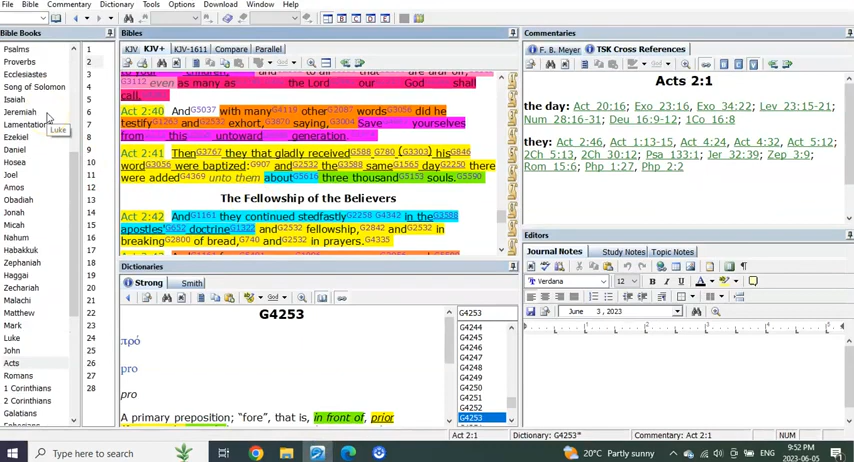 File Bible Commentary Dictionary Tools Options Download Window Help
A B C D E
Bible Books
Psalms
Proverbs
Ecclesiastes
Song of Solomon
Isaiah
Jeremiah
Lamentation
Luke
Ezekiel
Daniel
Hosea
Joel
Amos
Obadiah
Jonah
Micah
Nahum
Habakkuk
Zephaniah
Haggai
Zechariah
Malachi
Matthew
Mark
Luke
John
Acts
Romans
1 Corinthians
2 Corinthians
Galatians
1
2
3
4
5
6
7
8
9
10
11
12
13
14
15
16
17
18
19
20
21
22
23
24
25
26
27
28
Bibles
KJV KJV+ KJV-1611 Compare Parallel
G3112 even as many as the Lord our God shall
call.
Act 2:40 And G5037 with many G4119 other G2087 words G3056 did he
testify G1263 and G2532 exhort, G3870 saying, G3004 Save yourselves
from this untoward generation.
Act 2:41 Then G3767 they that gladly received G588 G780 ( G3303 ) his G846
word G3056 were baptized: G907 and G2532 the G3588 same G1565 day G2250 there
were added G4369 unto them about G5616 three thousand G5153 souls. G5590
The Fellowship of the Believers
Act 2:42 And G1161 they continued stedfastly G2258 G4342 in the G3588
apostles' G652 doctrine G1322 and G2532 fellowship, G2842 and G2532 in
breaking G2800 of bread, G740 and G2532 in prayers. G4335
Dictionaries
Strong Smith
G4253
πρό
pro
pro
A primary preposition; “fore”, that is, in front of, prior
G4253
G4244
G4245
G4246
G4247
G4248
G4249
G4250
G4251
G4252
G4253
Commentaries
F. B. Meyer TSK Cross References
Acts 2:1
the day: Act 20:16; Exo 23:16, Exo 34:22; Lev 23:15-21;
Num 28:16-31; Deu 16:9-12; 1Co 16:8
they: Act 2:46, Act 1:13-15, Act 4:24, Act 4:32, Act 5:12;
2Ch 5:13, 2Ch 30:12; Psa 133:1; Jer 32:39; Zep 3:9;
Rom 15:6; Php 1:27, Php 2:2
Editors
Journal Notes Study Notes Topic Notes
Verdana 12 B I U
June 3, 2023
1 2 3 4 5
Act 2:1 Dictionary: G4253* Commentary: Act 2:1 NUM
Type here to search
20°C Partly sunny
ENG
9:52 PM
2023-06-05